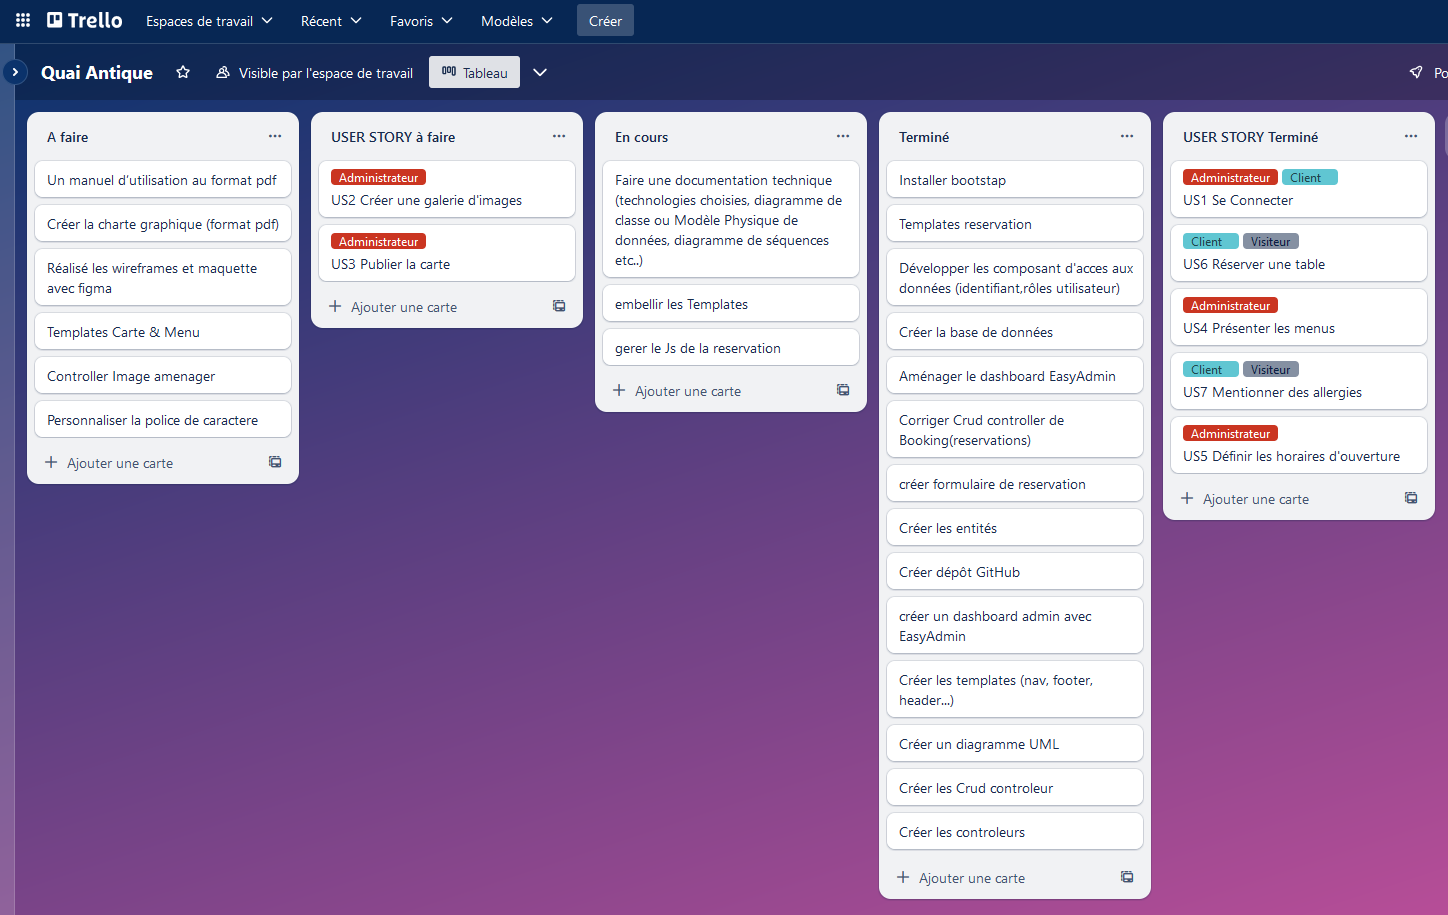 Trello
Espaces de travail
Récent
Favoris
Modèles
Créer
Quai Antique
Visible par l'espace de travail
Tableau
Po
A faire
Un manuel d'utilisation au format pdf
Créer la charte graphique (format pdf)
Réalisé les wireframes et maquette
avec figma
Templates Carte & Menu
Controller Image amenager
Personnaliser la police de caractere
Ajouter une carte
USER STORY à faire
Administrateur
US2 Créer une galerie d'images
Administrateur
US3 Publier la carte
Ajouter une carte
En cours
Faire une documentation technique
(technologies choisies, diagramme de
classe ou Modèle Physique de
données, diagramme de séquences
etc..)
embellir les Templates
gerer le Js de la reservation
Ajouter une carte
Terminé
Installer bootstap
Templates reservation
Développer les composant d'acces aux
données (identifiant,rôles utilisateur)
Créer la base de données
Aménager le dashboard EasyAdmin
Corriger Crud controller de
Booking(reservations)
créer formulaire de reservation
Créer les entités
Créer dépôt GitHub
créer un dashboard admin avec
EasyAdmin
Créer les templates (nav, footer,
header...)
Créer un diagramme UML
Créer les Crud controleur
Créer les controleurs
Ajouter une carte
USER STORY Terminé
Administrateur Client
US1 Se Connecter
Client Visiteur
US6 Réserver une table
Administrateur
US4 Présenter les menus
Client Visiteur
US7 Mentionner des allergies
Administrateur
US5 Définir les horaires d'ouverture
Ajouter une carte